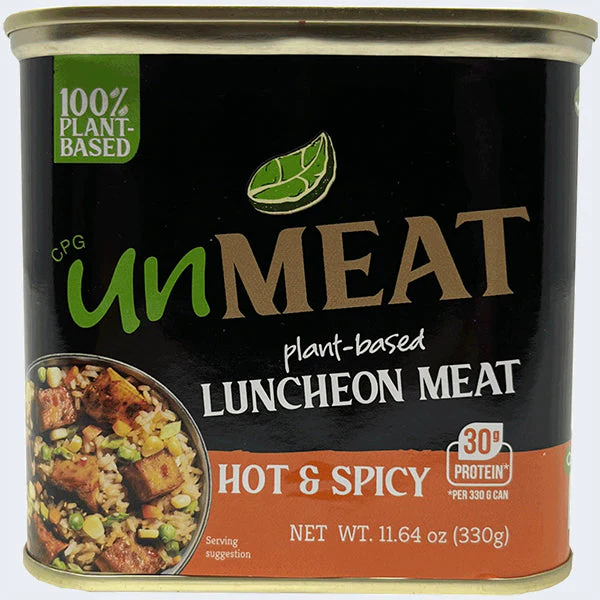 100%
PLANT-
BASED
CPG
unMEAT
plant-based
LUNCHEON MEAT
HOT & SPICY
30g
PROTEIN*
*PER 330 G CAN
NET WT. 11.64 oz (330g)
Serving
suggestion